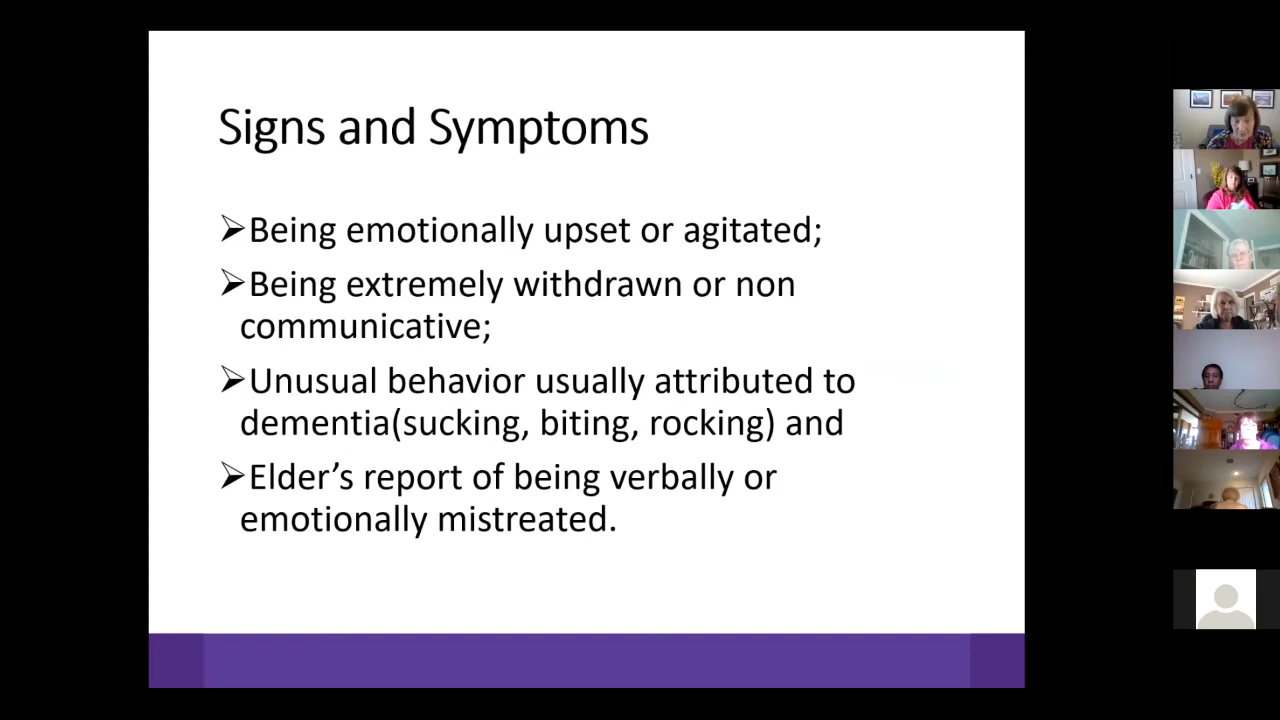 Signs and Symptoms
➢Being emotionally upset or agitated;
➢Being extremely withdrawn or non
communicative;
➢Unusual behavior usually attributed to
dementia(sucking, biting, rocking) and
➢Elder’s report of being verbally or
emotionally mistreated.